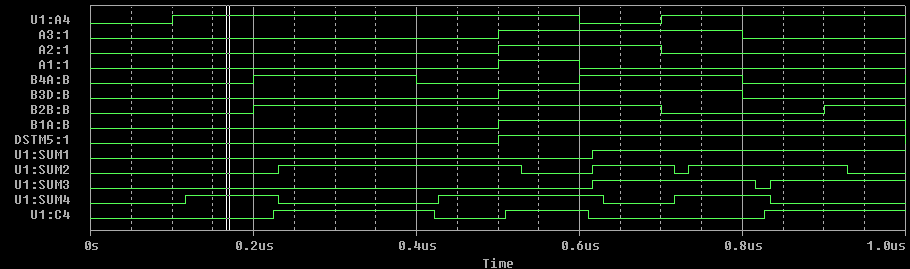 U1:A4
A3:1
A2:1
A1:1
B4A:B
B3D:B
B2B:B
B1A:B
DSTM5:1
U1:SUM1
U1:SUM2
U1:SUM3
U1:SUM4
U1:C4
0s 0.2us 0.4us 0.6us 0.8us 1.0us
Time